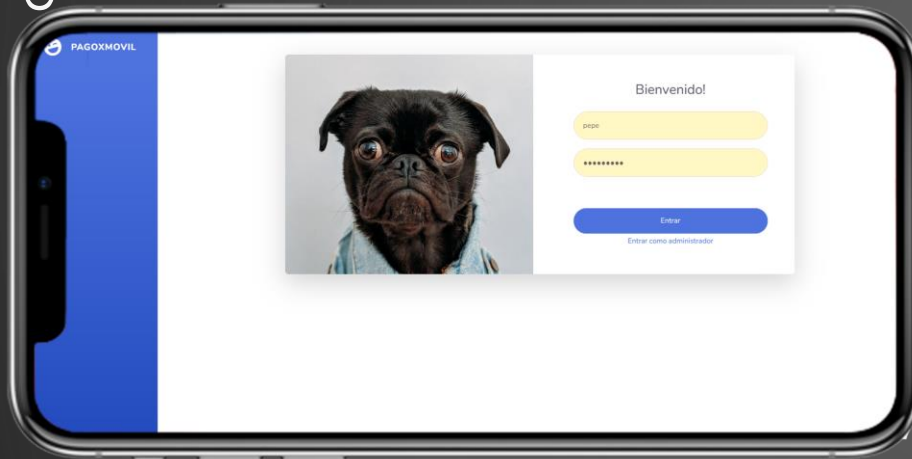 PAGOXMOVIL
Bienvenido!
pepe
•••••••••
Entrar
Entrar como administrador